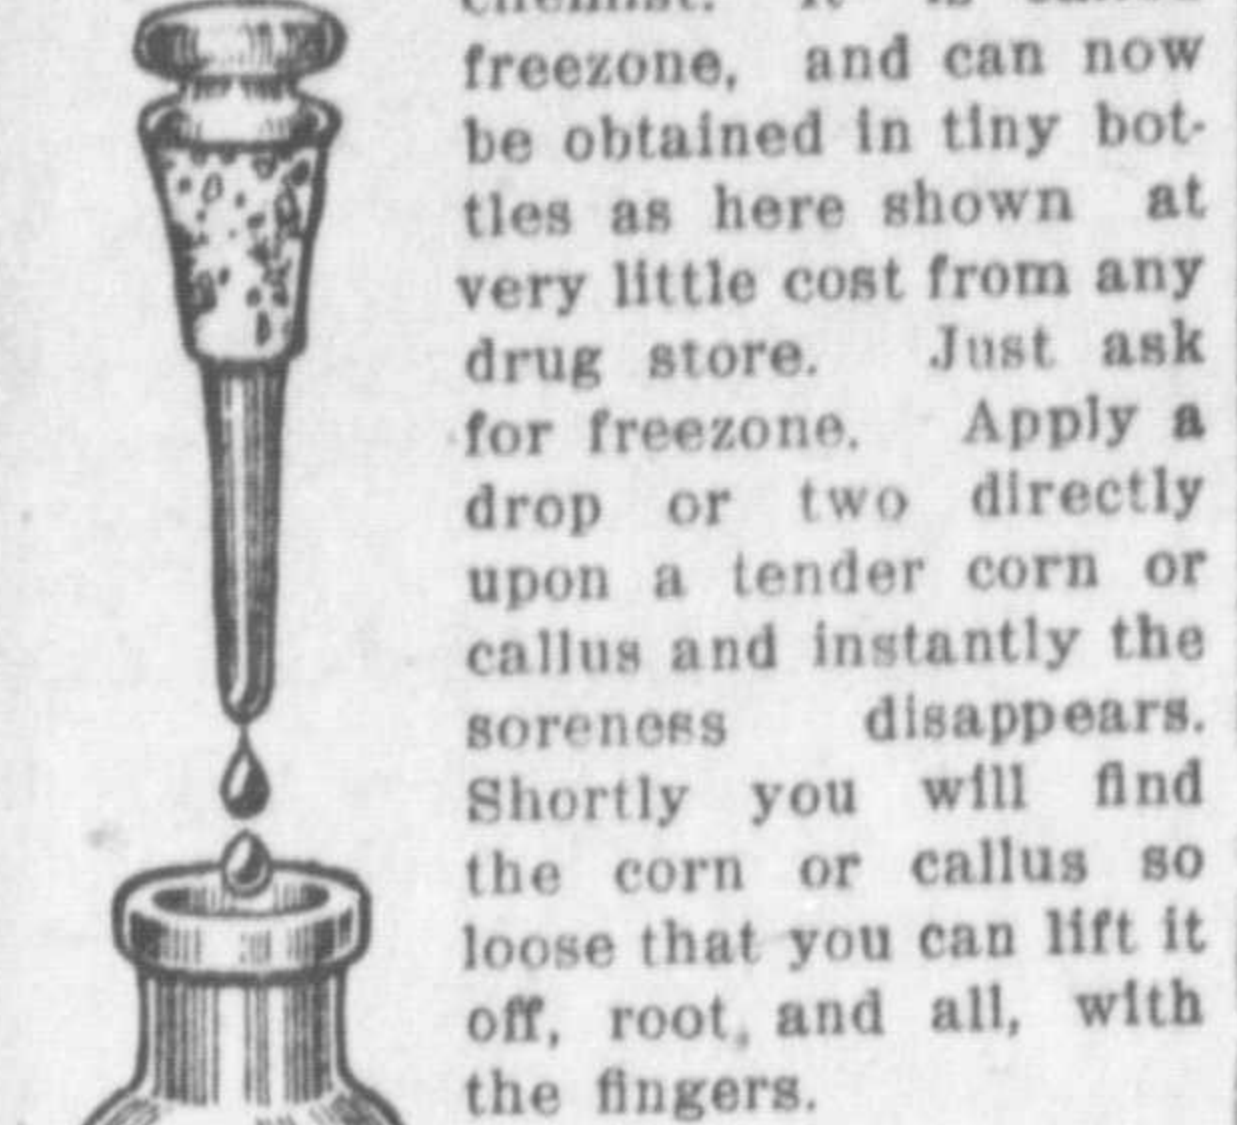 freezone, and can now
be obtained in tiny bot-
tles as here shown at
very little cost from any
drug store. Just ask
for freezone. Apply a
drop or two directly
upon a tender corn or
callus and instantly the
soreness disappears.
Shortly you will find
the corn or callus so
loose that you can lift it
off, root, and all, with
the fingers.